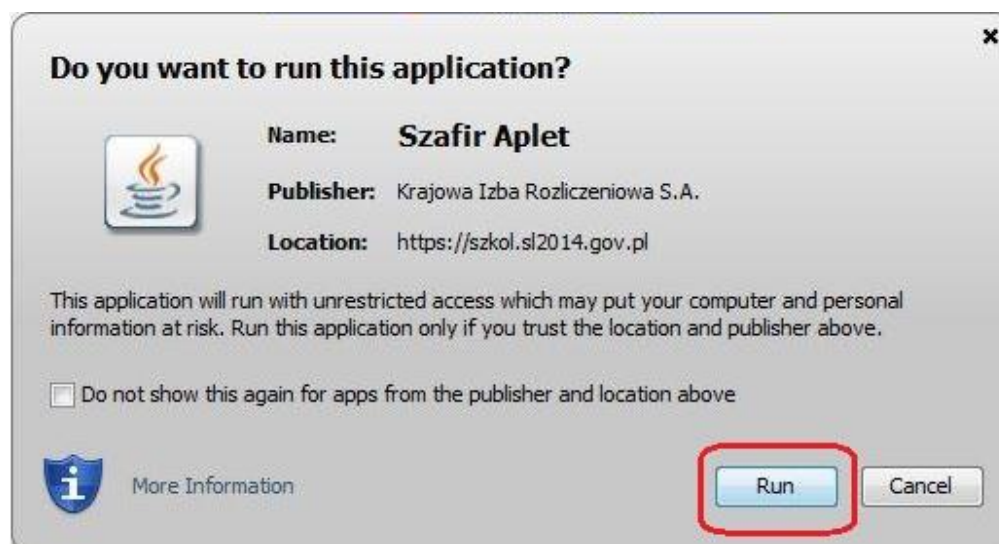 Do you want to run this application?
Name: Szafir Aplet
Publisher: Krajowa Izba Rozliczeniowa S.A.
Location: https://szkol.sl2014.gov.pl
This application will run with unrestricted access which may put your computer and personal
information at risk. Run this application only if you trust the location and publisher above.
Do not show this again for apps from the publisher and location above
More Information
Run
Cancel